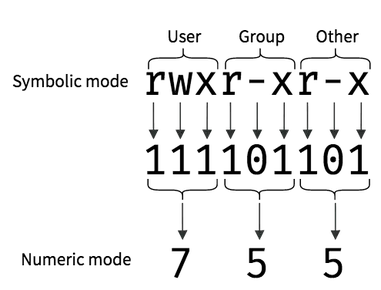 User Group Other
Symbolic mode rwxr-xr-x
111101101
Numeric mode 7 5 5